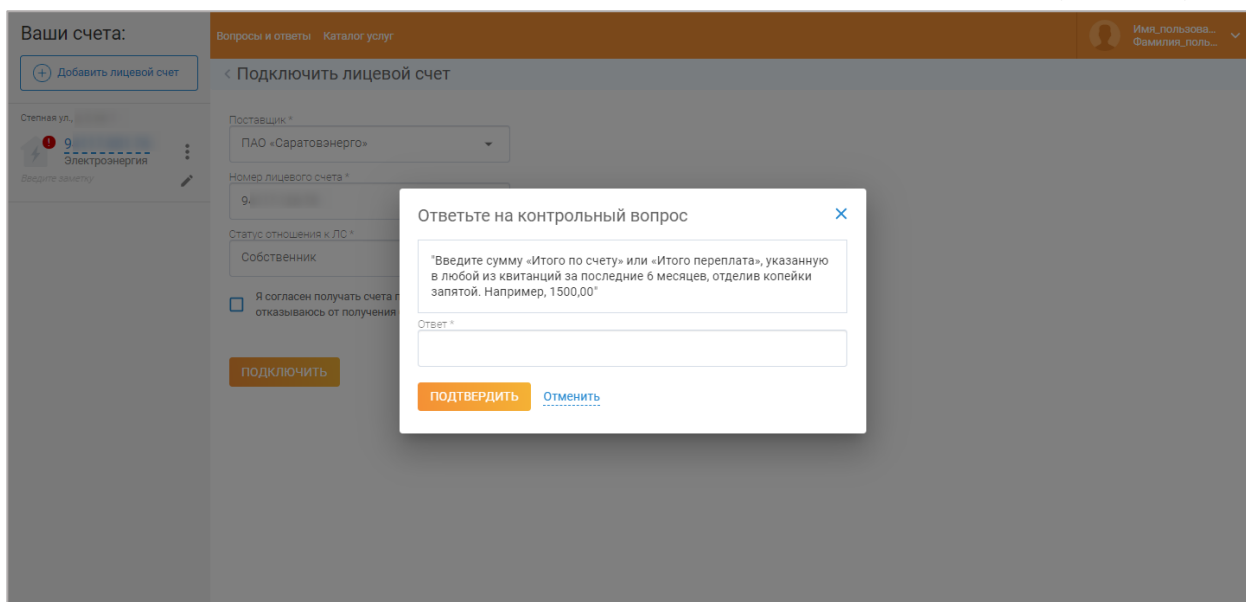 Ваши счета:
Добавить лицевой счет
Степная ул.,
9
Электроэнергия
Введите заметку
Вопросы и ответы Каталог услуг
Имя_пользова...
Фамилия_поль...
< Подключить лицевой счет
Поставщик *
ПАО «Саратовэнерго»
Номер лицевого счета *
9
Статус отношения к ЛС *
Собственник
Я согласен получать счета
отказываюсь от получения
ПОДКЛЮЧИТЬ
Ответьте на контрольный вопрос
"Введите сумму «Итого по счету» или «Итого переплата», указанную
в любой из квитанций за последние 6 месяцев, отделив копейки
запятой. Например, 1500,00"
Ответ *
ПОДТВЕРДИТЬ Отменить